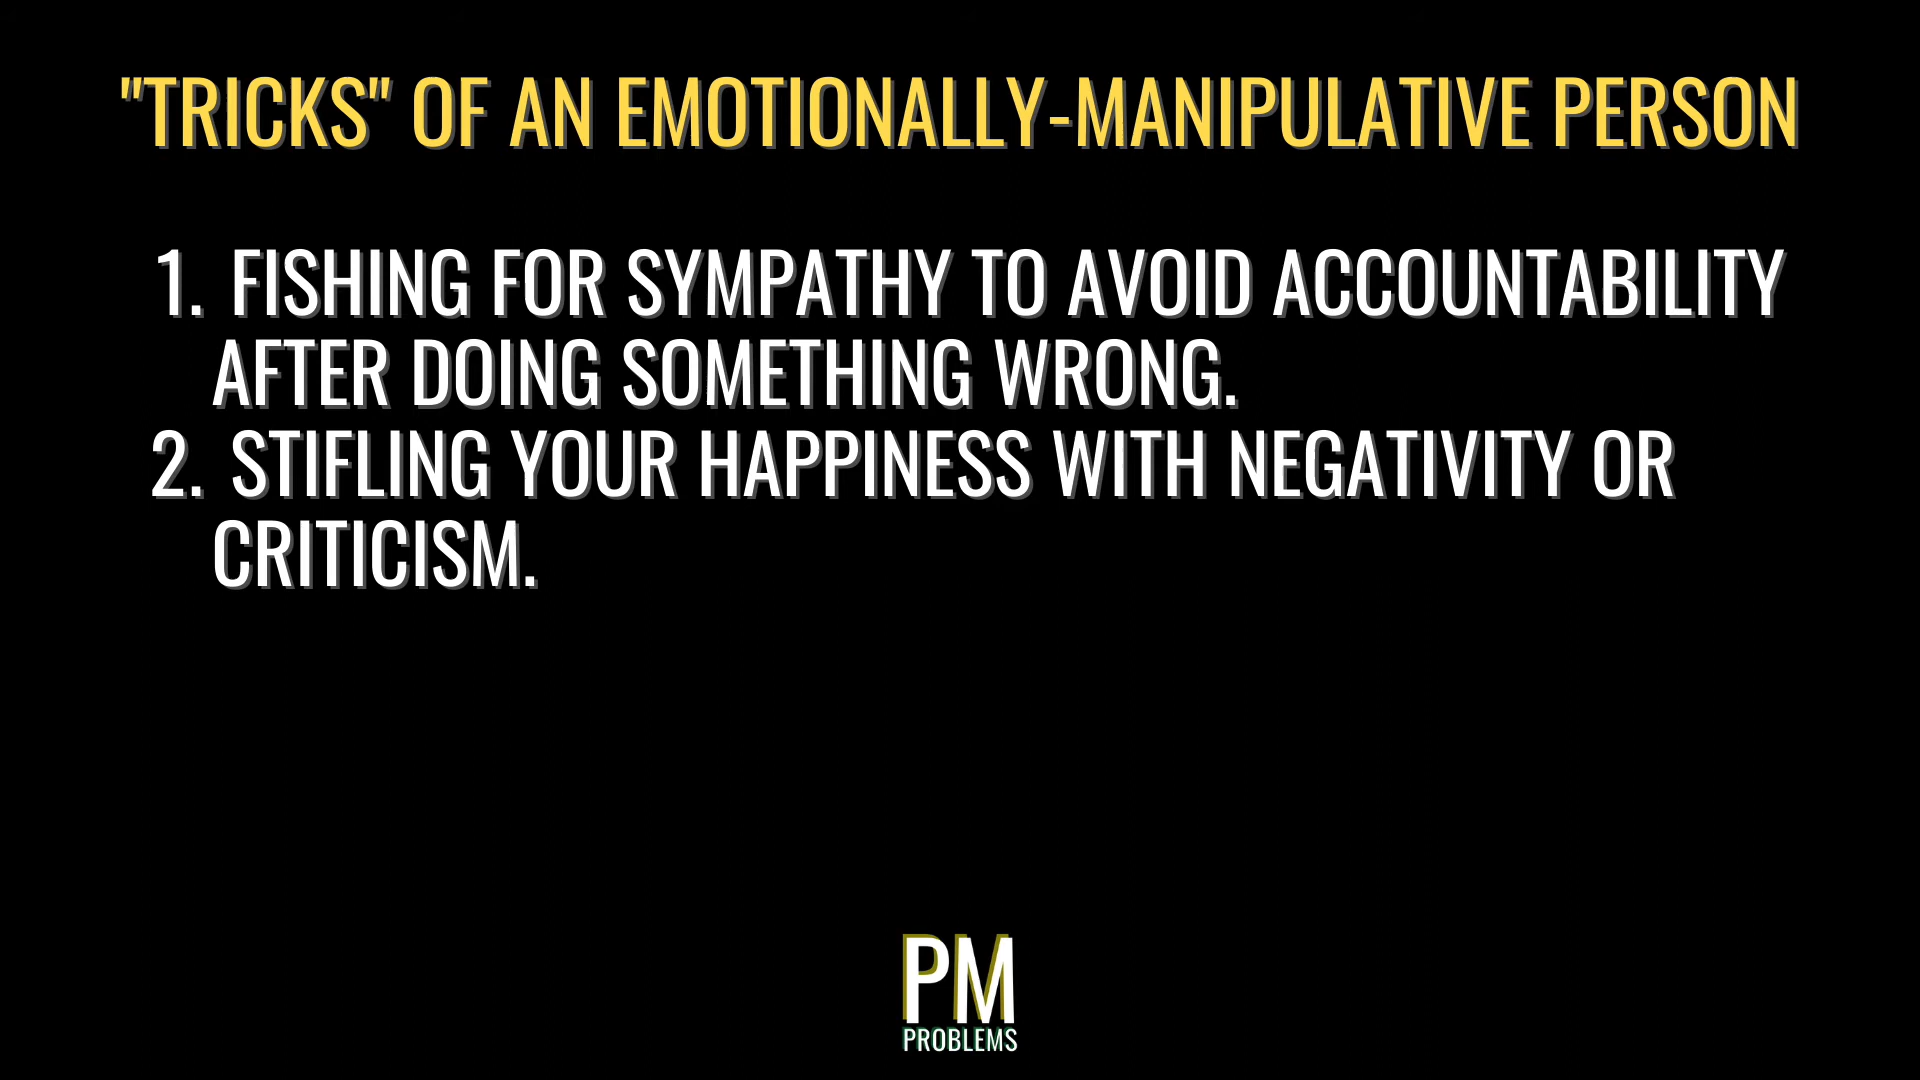 "TRICKS" OF AN EMOTIONALLY-MANIPULATIVE PERSON
1. FISHING FOR SYMPATHY TO AVOID ACCOUNTABILITY
AFTER DOING SOMETHING WRONG.
2. STIFLING YOUR HAPPINESS WITH NEGATIVITY OR
CRITICISM.
PM
PROBLEMS